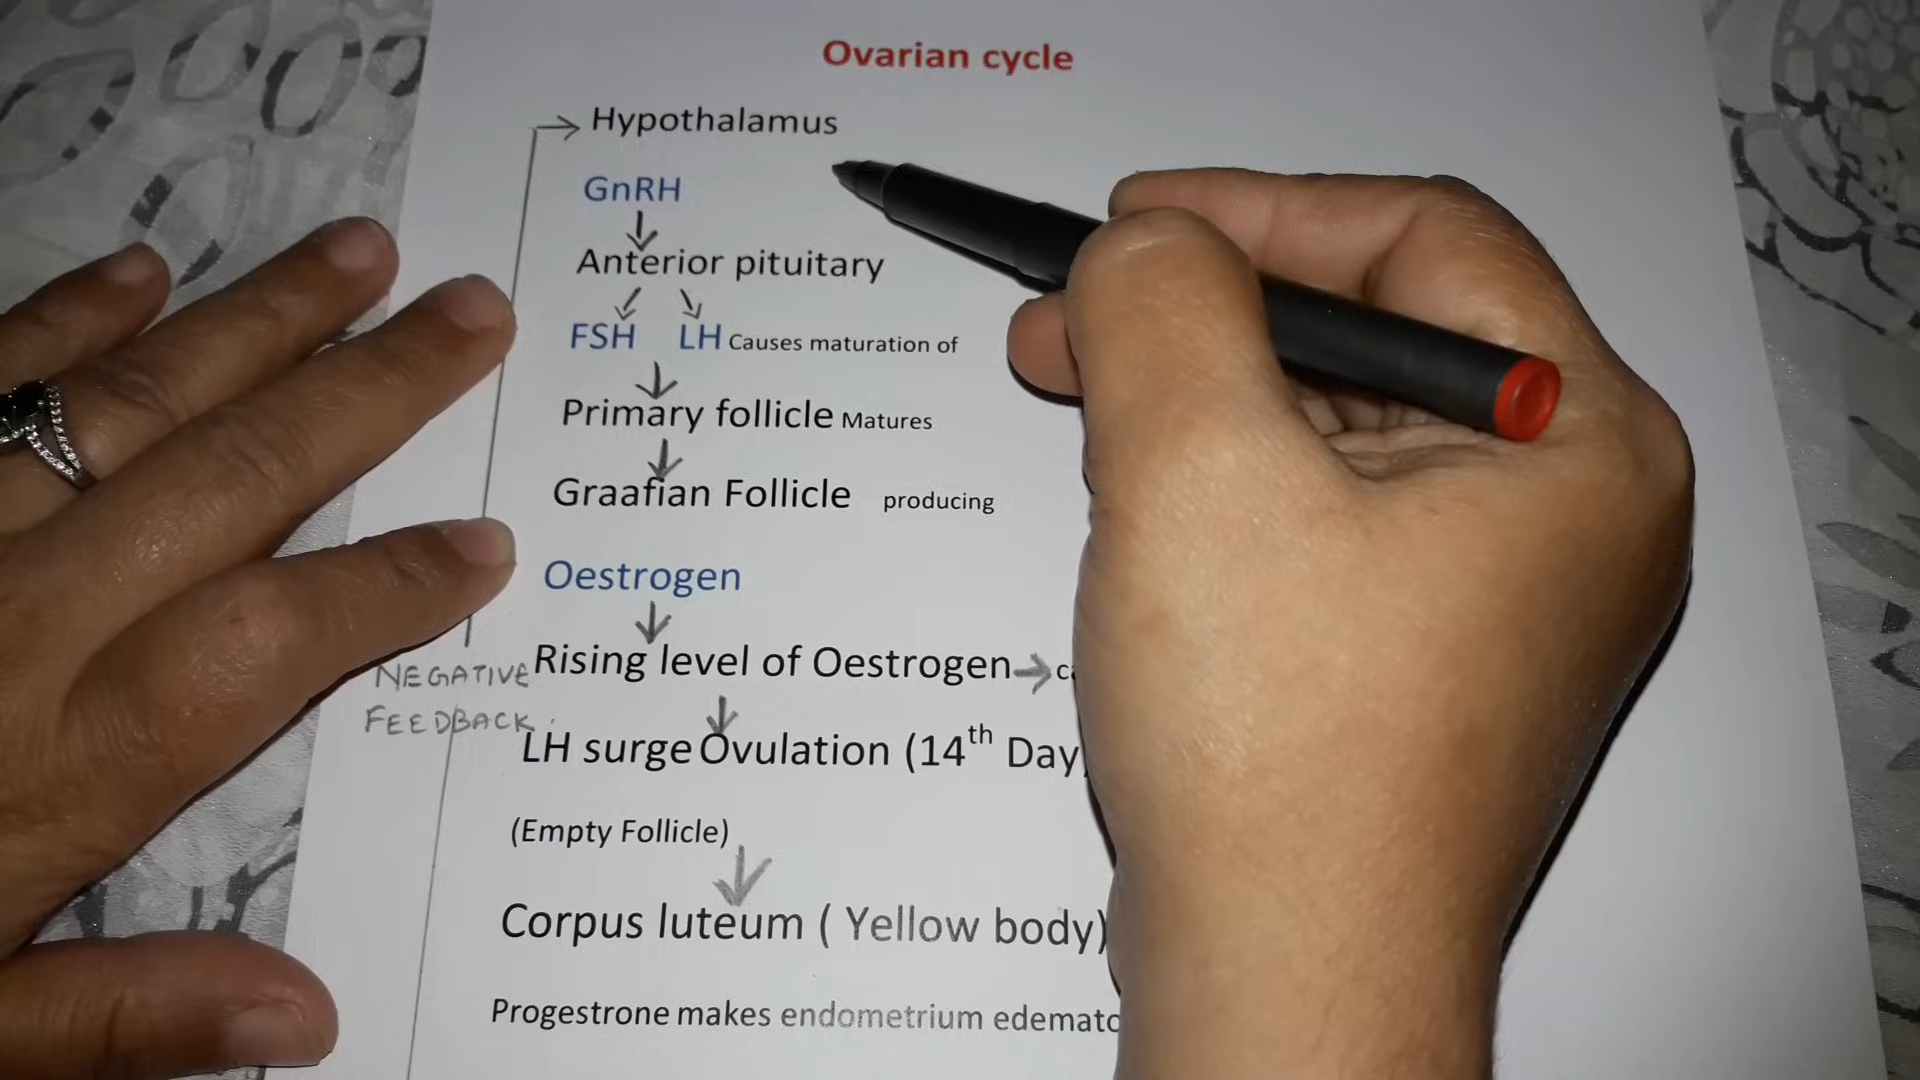 Ovarian cycle
Hypothalamus
GnRH
Anterior pituitary
FSH LH Causes maturation of
Primary follicle Matures
Graafian Follicle producing
Oestrogen
Rising level of Oestrogen
NEGATIVE
FEEDBACK
LH surge Ovulation (14th Day
(Empty Follicle)
Corpus luteum ( Yellow body)
Progestrone makes endometrium